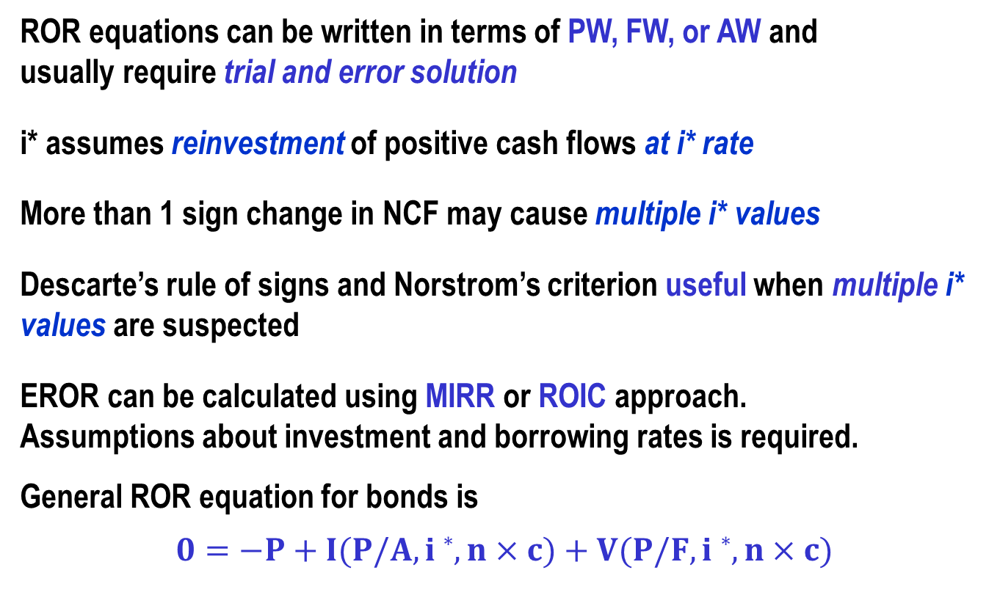 ROR equations can be written in terms of PW, FW, or AW and
usually require trial and error solution
i* assumes reinvestment of positive cash flows at i* rate
More than 1 sign change in NCF may cause multiple i* values
Descarte’s rule of signs and Norstrom’s criterion useful when multiple i*
values are suspected
EROR can be calculated using MIRR or ROIC approach.
Assumptions about investment and borrowing rates is required.
General ROR equation for bonds is
0 = −P + I(P/A, i *, n × c) + V(P/F, i *, n × c)